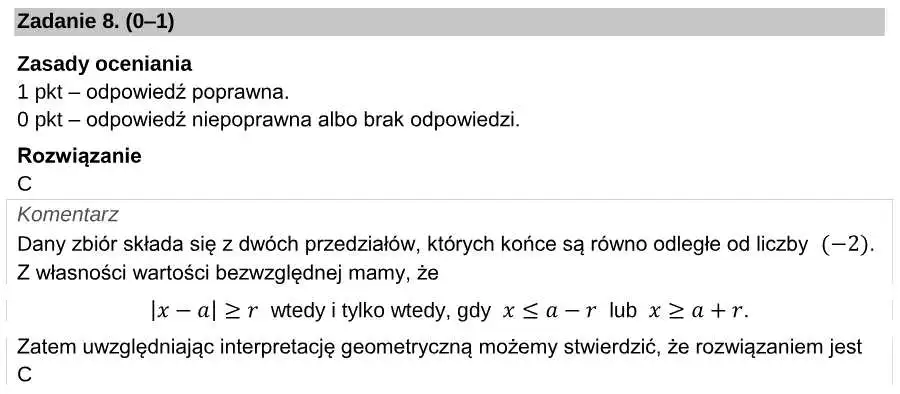 Zadanie 8. (0–1)
Zasady oceniania
1 pkt – odpowiedź poprawna.
0 pkt – odpowiedź niepoprawna albo brak odpowiedzi.
Rozwiązanie
C
Komentarz
Dany zbiór składa się z dwóch przedziałów, których końce są równo odległe od liczby (−2).
Z własności wartości bezwzględnej mamy, że
|x − a| ≥ r wtedy i tylko wtedy, gdy x ≤ a − r lub x ≥ a + r.
Zatem uwzględniając interpretację geometryczną możemy stwierdzić, że rozwiązaniem jest
C